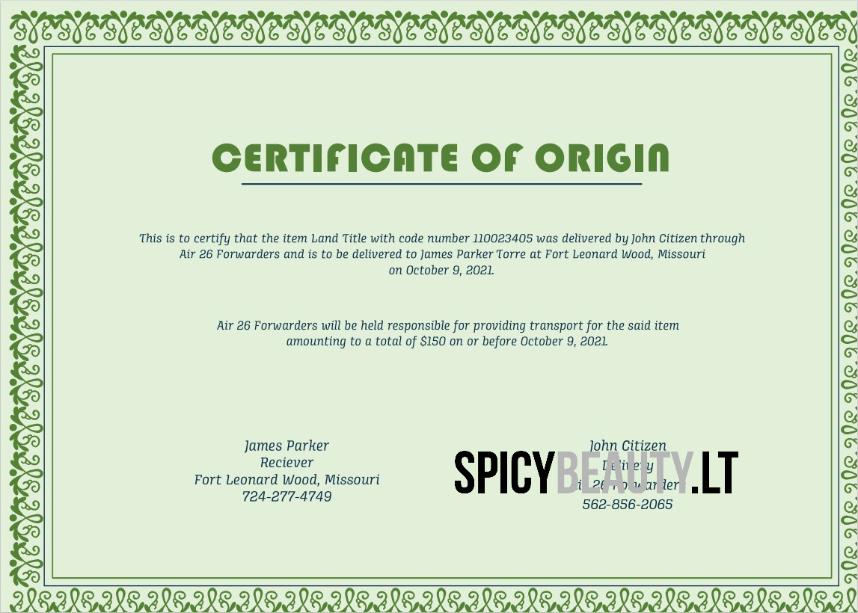 CERTIFICATE OF ORIGIN
This is to certify that the item Land Title with code number 110023405 was delivered by John Citizen through
Air 26 Forwarders and is to be delivered to James Parker Torre at Fort Leonard Wood, Missouri
on October 9, 2021.
Air 26 Forwarders will be held responsible for providing transport for the said item
amounting to a total of $150 on or before October 9, 2021.
James Parker
Reciever
Fort Leonard Wood, Missouri
724-277-4749
John Citizen
Delivery
SPICYBEAUTY.LT
Air 26 Forwarders
562-856-2065